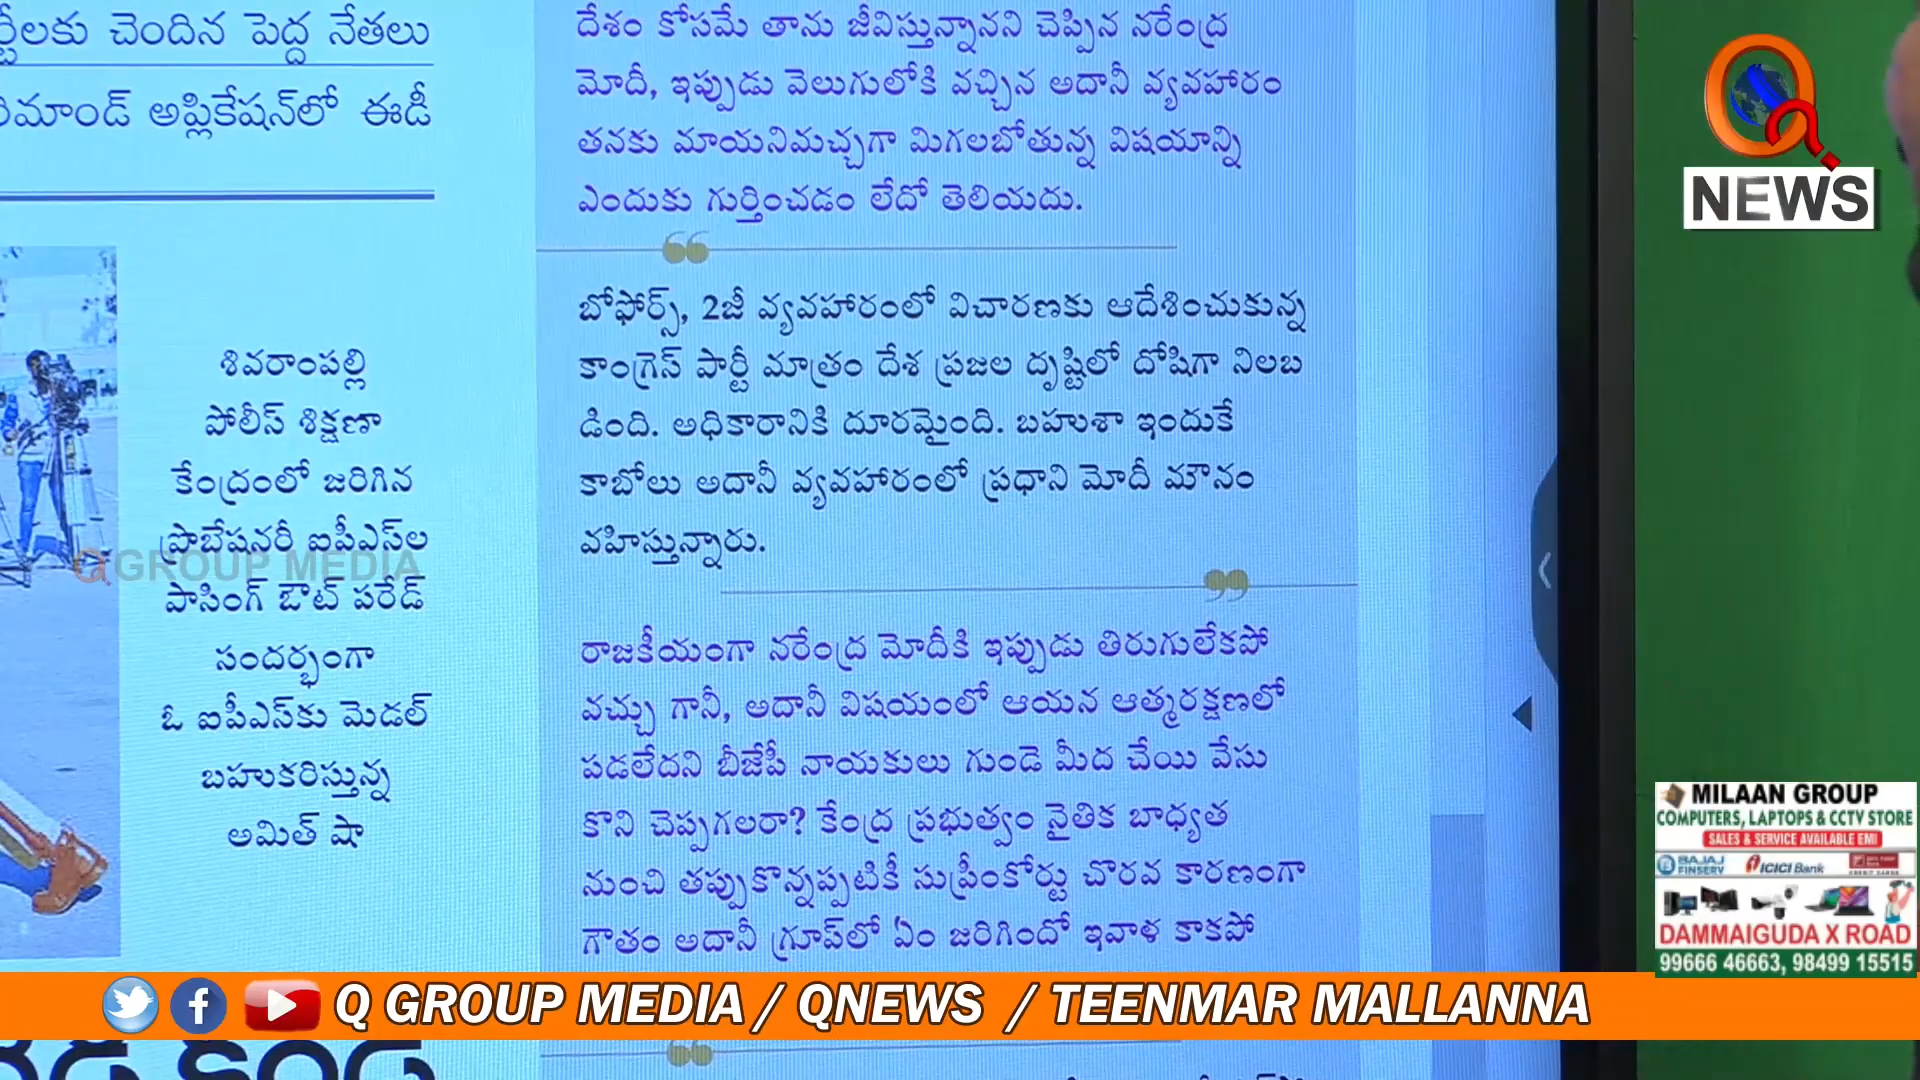 ర్టీలకు చెందిన పెద్ద నేతలు
రిమాండ్ అప్లికేషన్‌లో ఈడీ
శివరాంపల్లి
పోలీస్ శిక్షణా
కేంద్రంలో జరిగిన
ప్రొబేషనరీ ఐపీఎస్‌ల
పాసింగ్ ఔట్ పరేడ్
సందర్భంగా
ఓ ఐపీఎస్‌కు మెడల్
బహుకరిస్తున్న
అమిత్ షా
Q GROUP MEDIA
దేశం కోసమే తాను జీవిస్తున్నానని చెప్పిన నరేంద్ర
మోదీ, ఇప్పుడు వెలుగులోకి వచ్చిన అదానీ వ్యవహారం
తనకు మాయనిమచ్చగా మిగలబోతున్న విషయాన్ని
ఎందుకు గుర్తించడం లేదో తెలియదు.
“
బోఫోర్స్, 2జీ వ్యవహారంలో విచారణకు ఆదేశించుకున్న
కాంగ్రెస్ పార్టీ మాత్రం దేశ ప్రజల దృష్టిలో దోషిగా నిలబ
డింది. అధికారానికి దూరమైంది. బహుశా ఇందుకే
కాబోలు అదానీ వ్యవహారంలో ప్రధాని మోదీ మౌనం
వహిస్తున్నారు.
”
రాజకీయంగా నరేంద్ర మోదీకి ఇప్పుడు తిరుగులేకపో
వచ్చు గానీ, అదానీ విషయంలో ఆయన ఆత్మరక్షణలో
పడలేదని బీజేపీ నాయకులు గుండె మీద చేయి వేసు
కొని చెప్పగలరా? కేంద్ర ప్రభుత్వం నైతిక బాధ్యత
నుంచి తప్పుకొన్నప్పటికీ సుప్రీంకోర్టు చొరవ కారణంగా
గౌతం అదానీ గ్రూప్‌లో ఏం జరిగిందో ఇవాళ కాకపో
“
Q NEWS
MILAAN GROUP
COMPUTERS, LAPTOPS & CCTV STORE
SALES & SERVICE AVAILABLE EMI
BAJAJ FINSERV ICICI Bank
DAMMAIGUDA X ROAD
99666 46663, 98499 15515
Q GROUP MEDIA / QNEWS / TEENMAR MALLANNA